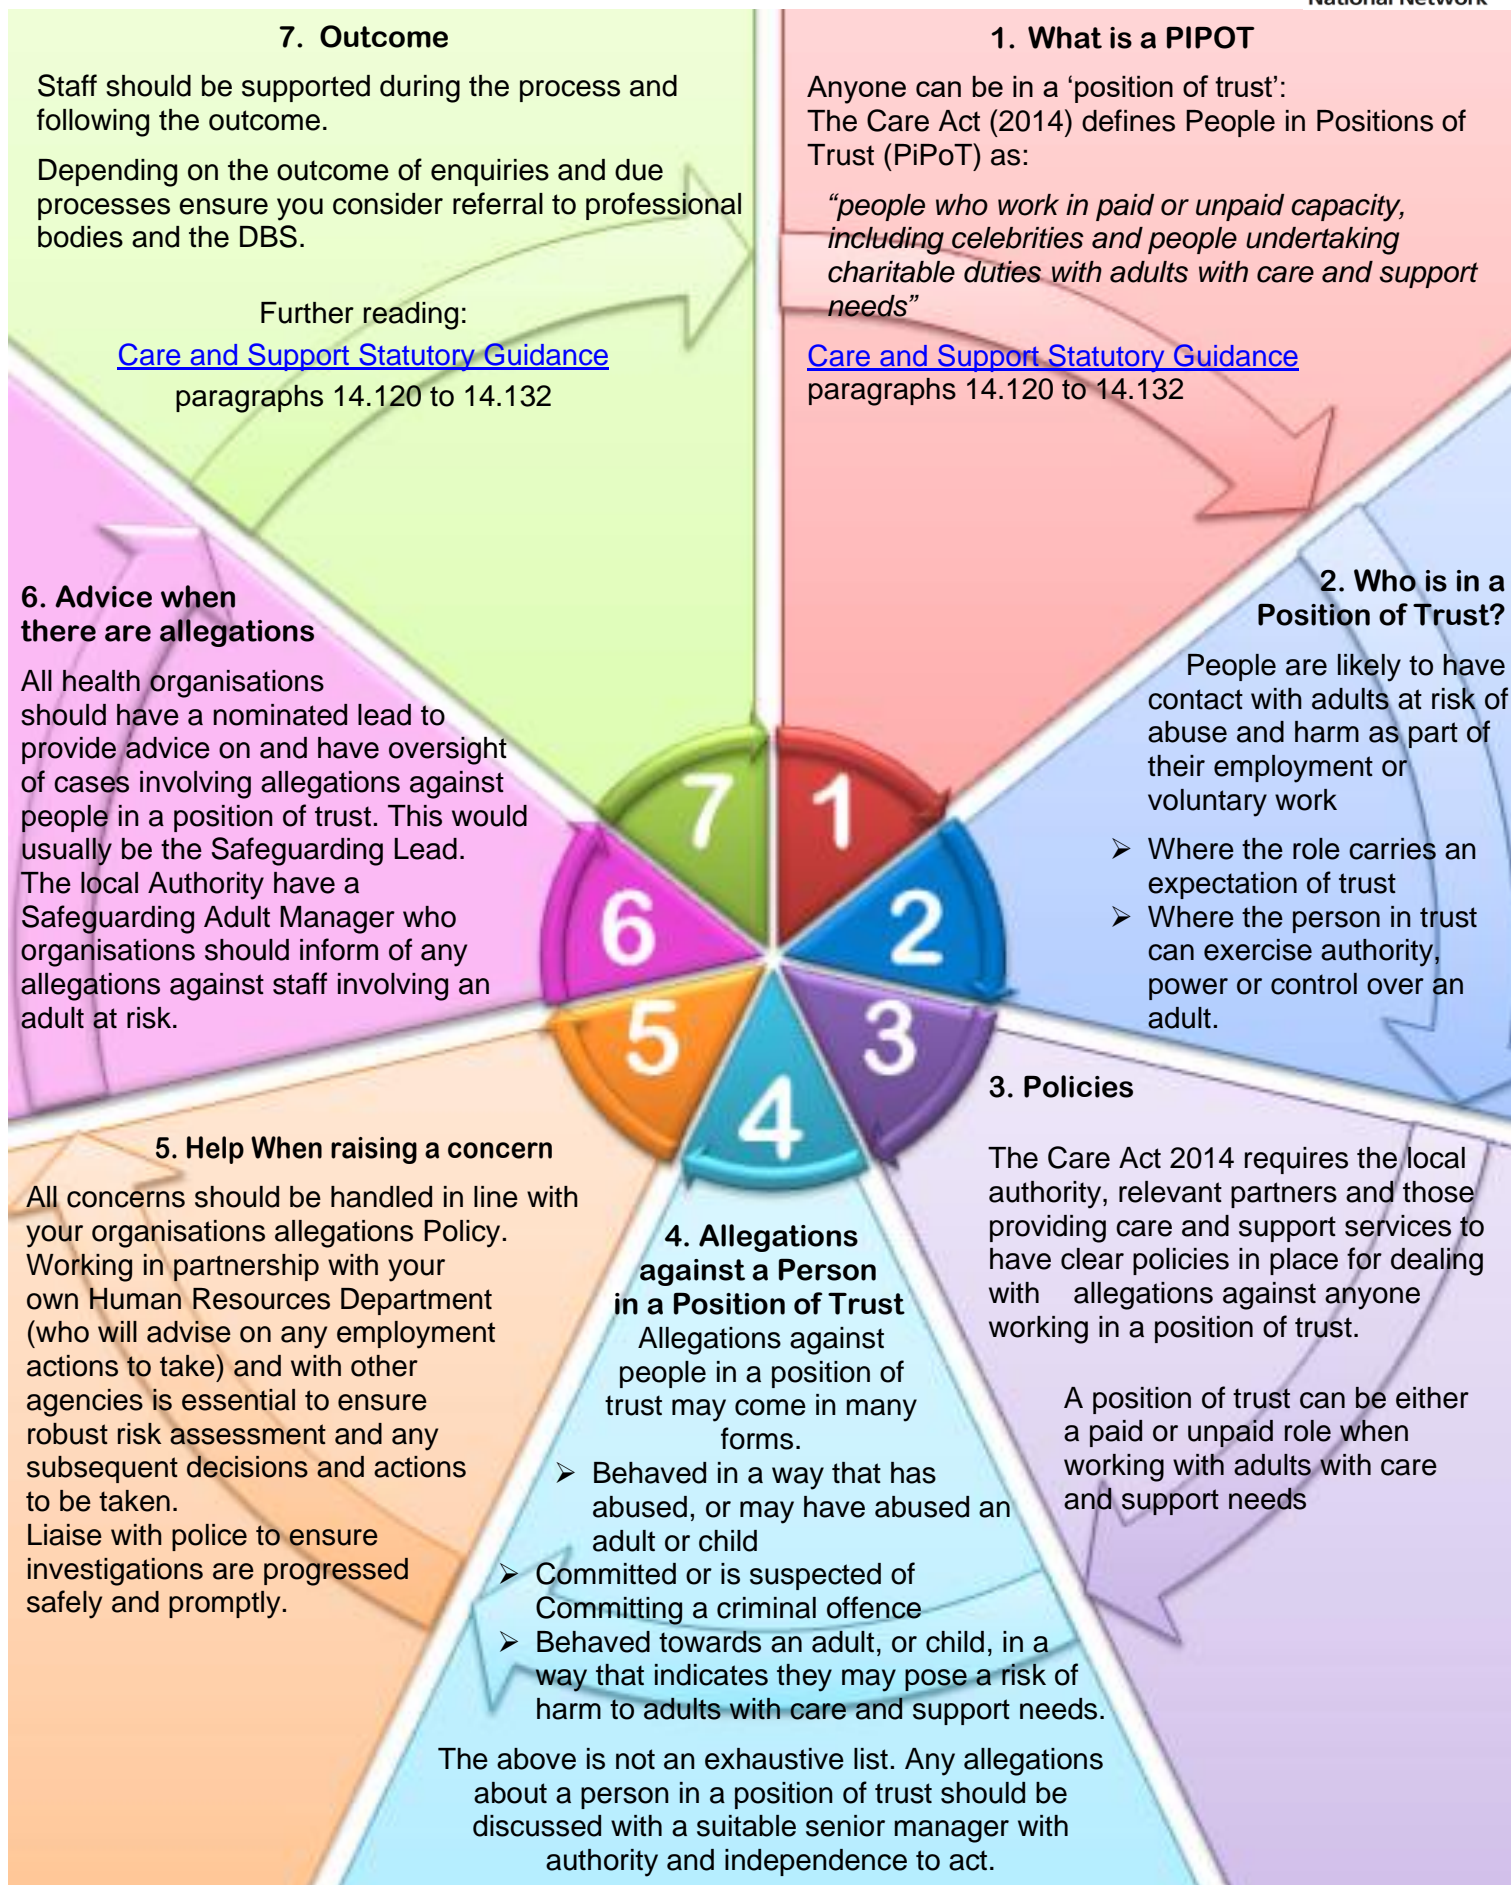 National Network
1. What is a PIPOT
Anyone can be in a ‘position of trust’:
The Care Act (2014) defines People in Positions of
Trust (PiPoT) as:
“people who work in paid or unpaid capacity,
including celebrities and people undertaking
charitable duties with adults with care and support
needs”
Care and Support Statutory Guidance
paragraphs 14.120 to 14.132
2. Who is in a
Position of Trust?
People are likely to have
contact with adults at risk of
abuse and harm as part of
their employment or
voluntary work
➢ Where the role carries an
expectation of trust
➢ Where the person in trust
can exercise authority,
power or control over an
adult.
3. Policies
The Care Act 2014 requires the local
authority, relevant partners and those
providing care and support services to
have clear policies in place for dealing
with allegations against anyone
working in a position of trust.
A position of trust can be either
a paid or unpaid role when
working with adults with care
and support needs
4. Allegations
against a Person
in a Position of Trust
Allegations against
people in a position of
trust may come in many
forms.
➢ Behaved in a way that has
abused, or may have abused an
adult or child
➢ Committed or is suspected of
Committing a criminal offence
➢ Behaved towards an adult, or child, in a
way that indicates they may pose a risk of
harm to adults with care and support needs.
The above is not an exhaustive list. Any allegations
about a person in a position of trust should be
discussed with a suitable senior manager with
authority and independence to act.
5. Help When raising a concern
All concerns should be handled in line with
your organisations allegations Policy.
Working in partnership with your
own Human Resources Department
(who will advise on any employment
actions to take) and with other
agencies is essential to ensure
robust risk assessment and any
subsequent decisions and actions
to be taken.
Liaise with police to ensure
investigations are progressed
safely and promptly.
6. Advice when
there are allegations
All health organisations
should have a nominated lead to
provide advice on and have oversight
of cases involving allegations against
people in a position of trust. This would
usually be the Safeguarding Lead.
The local Authority have a
Safeguarding Adult Manager who
organisations should inform of any
allegations against staff involving an
adult at risk.
7. Outcome
Staff should be supported during the process and
following the outcome.
Depending on the outcome of enquiries and due
processes ensure you consider referral to professional
bodies and the DBS.
Further reading:
Care and Support Statutory Guidance
paragraphs 14.120 to 14.132
1
2
3
4
5
6
7